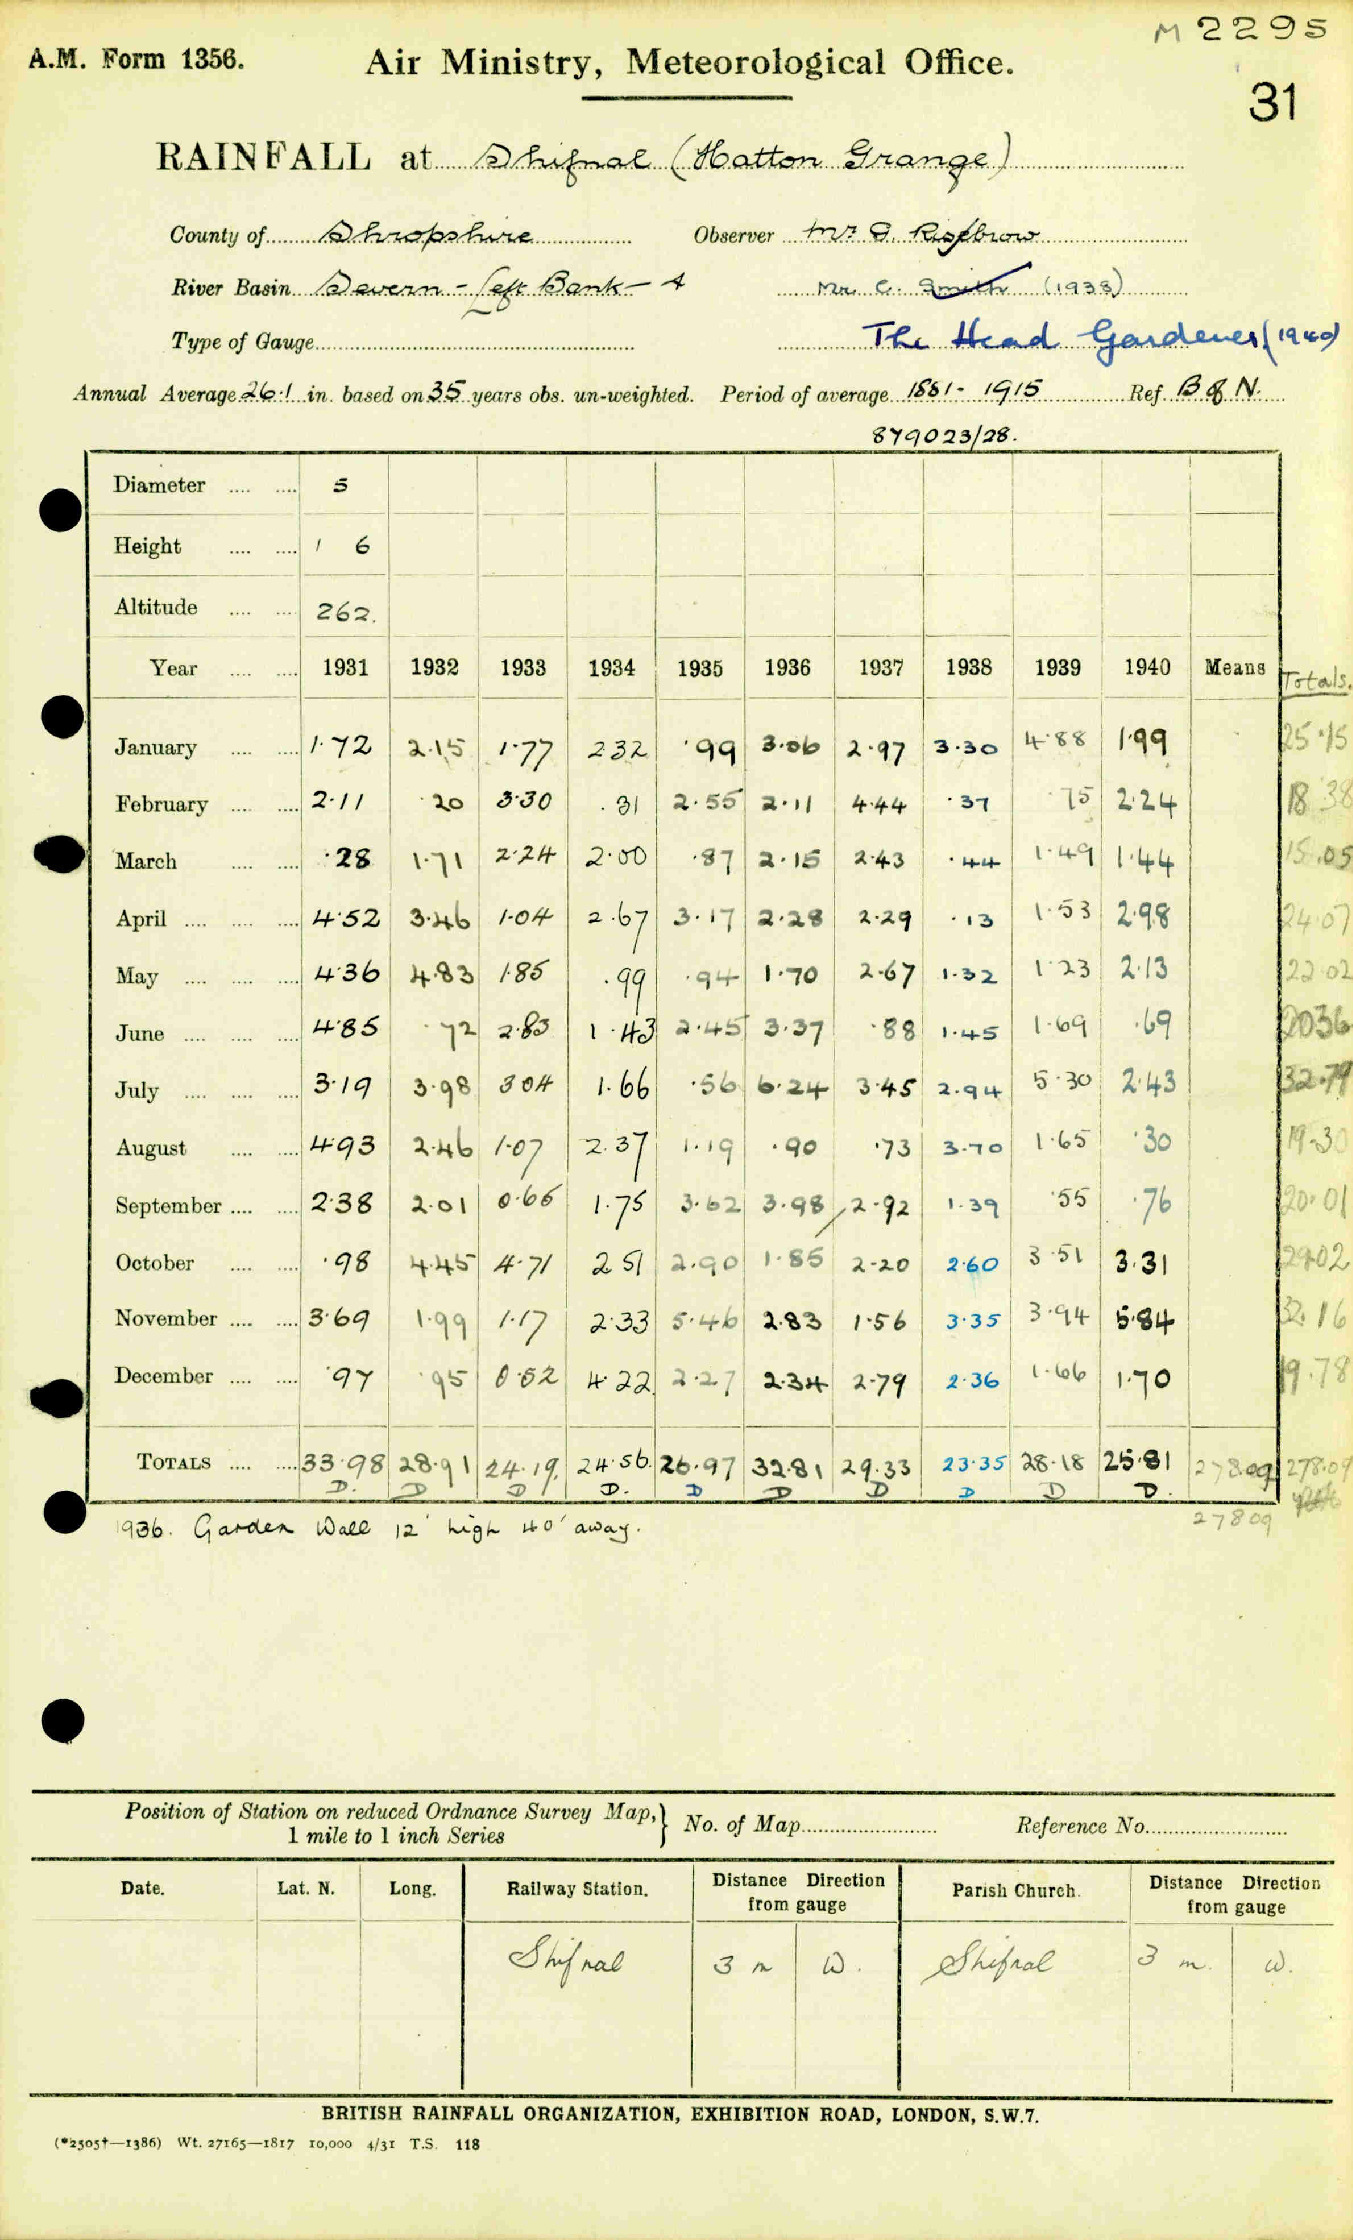 M 2295
A.M. Form 1356. Air Ministry, Meteorological Office.
31
RAINFALL at Shifnal (Hatton Grange)
County of Shropshire Observer Mr G. Rosebrow
River Basin Severn - Left Bank - A Mr. C. Smith (1938)
Type of Gauge The Head Gardener (1940)
Annual Average 26.1 in. based on 35 years obs. un-weighted. Period of average 1881 - 1915 Ref. B of N.
879023/28.
Diameter 5
Height 1 6
Altitude 262.
Year 1931 1932 1933 1934 1935 1936 1937 1938 1939 1940 Means Totals.
January 1.72 2.15 1.77 2 32 .99 3.06 2.97 3.30 4.88 1.99 25.15
February 2.11 .20 3.30 .31 2.55 2.11 4.44 .37 .75 2.24 18 38
March .28 1.71 2.24 2.00 .87 2.15 2.43 .44 1.49 1.44 15.05
April 4.52 3.46 1.04 2.67 3.17 2.28 2.29 .13 1.53 2.98 24.07
May 4.36 4.83 1.85 .99 .94 1.70 2.67 1.32 1.23 2.13 22.02
June 4.85 .72 2.83 1.43 2.45 3.37 .88 1.45 1.69 .69 2036
July 3.19 3.98 3 04 1.66 .56 6.24 3.45 2.94 5.30 2.43 32.79
August 4.93 2.46 1.07 2.37 1.19 .90 .73 3.70 1.65 .30 19.30
September 2.38 2.01 0.65 1.75 3.62 3.98 2.92 1.39 .55 .76 20.01
October .98 4.45 4.71 2 51 2.90 1.85 2.20 2.60 3.51 3.31 29.02
November 3.69 1.99 1.17 2.33 5.46 2.83 1.56 3.35 3.94 5.84 32.16
December .97 .95 0.52 4.22 2.27 2.34 2.79 2.36 1.66 1.70 19.78
TOTALS 33.98 28.91 24.19 24.56 26.97 32.81 29.33 23.35 28.18 25.81 278.09 278.09
D. D D D. D D D D D D.
1936. Garden Wall 12' high 40' away. 27809
Position of Station on reduced Ordnance Survey Map, } No. of Map Reference No.
1 mile to 1 inch Series
Date. Lat. N. Long. Railway Station. Distance Direction from gauge Parish Church. Distance Direction from gauge
Shifnal 3 m W. Shifnal 3 m. W.
BRITISH RAINFALL ORGANIZATION, EXHIBITION ROAD, LONDON, S.W.7.
(*2505†—1386) Wt. 27165—1817 10,000 4/31 T.S. 118